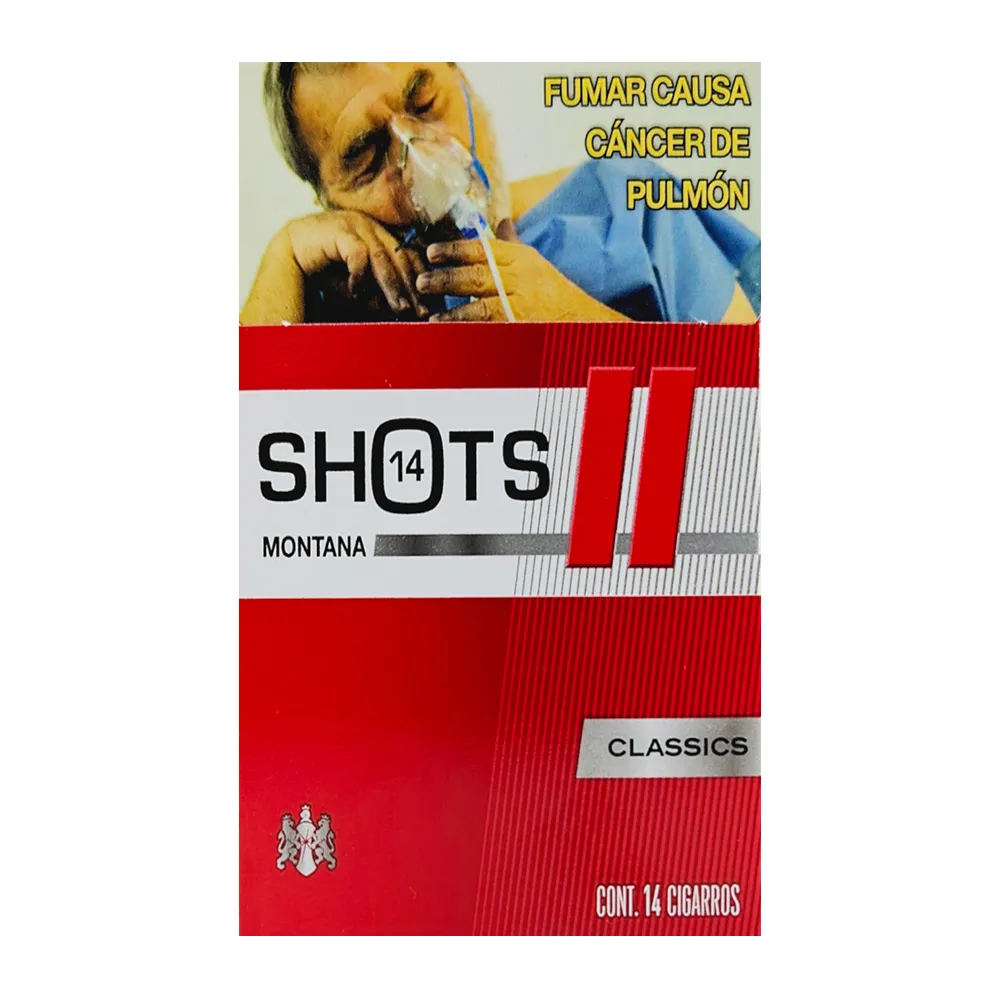 FUMAR CAUSA
CÁNCER DE
PULMÓN
SHOTS
14
MONTANA
CLASSICS
CONT. 14 CIGARROS